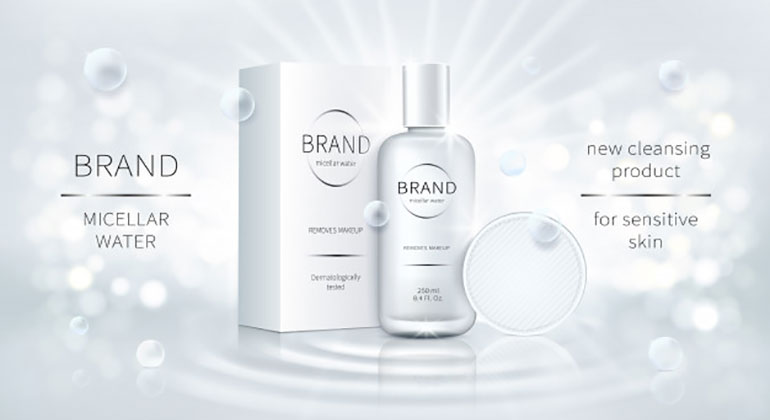 BRAND
MICELLAR
WATER
BRAND
micellar water
REMOVES MAKEUP
Dermatologically
tested
BRAND
micellar water
REMOVES MAKEUP
250 ml
8.4 Fl. Oz.
new cleansing
product
for sensitive
skin